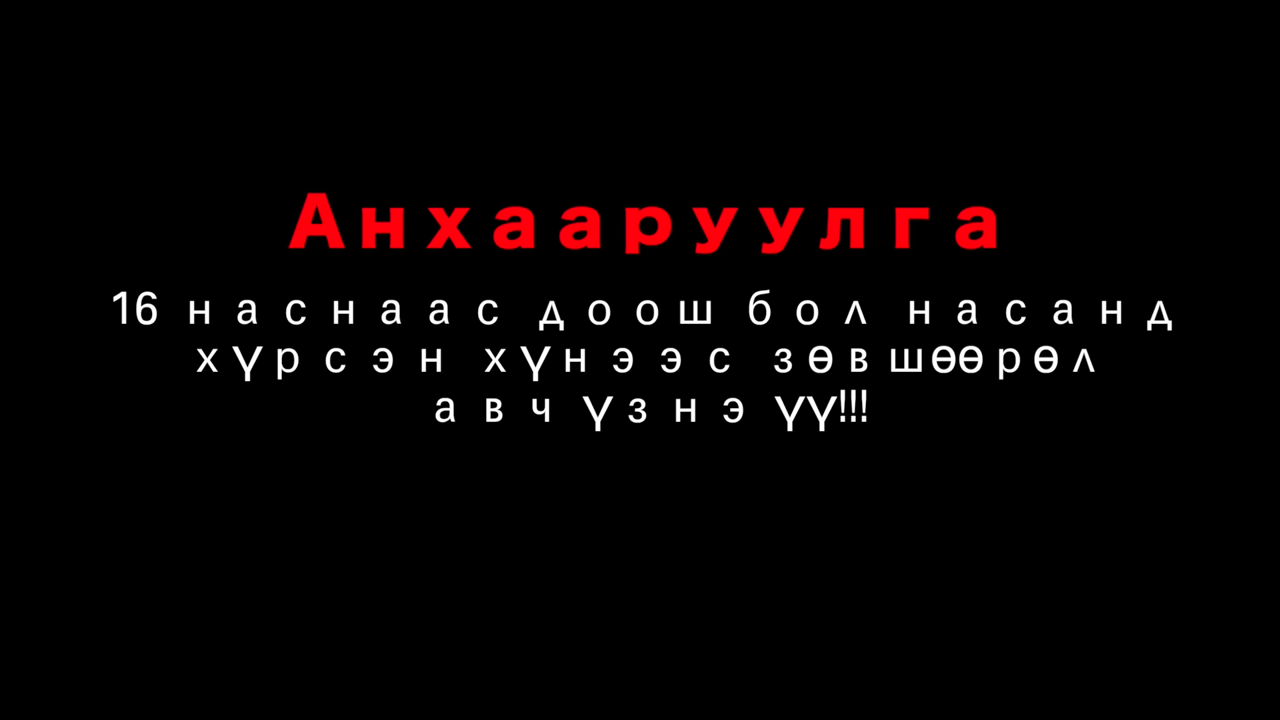 Анхааруулга
16 наснаас доош бол насанд
хүрсэн хүнээс зөвшөөрөл
авч үзнэ үү!!!